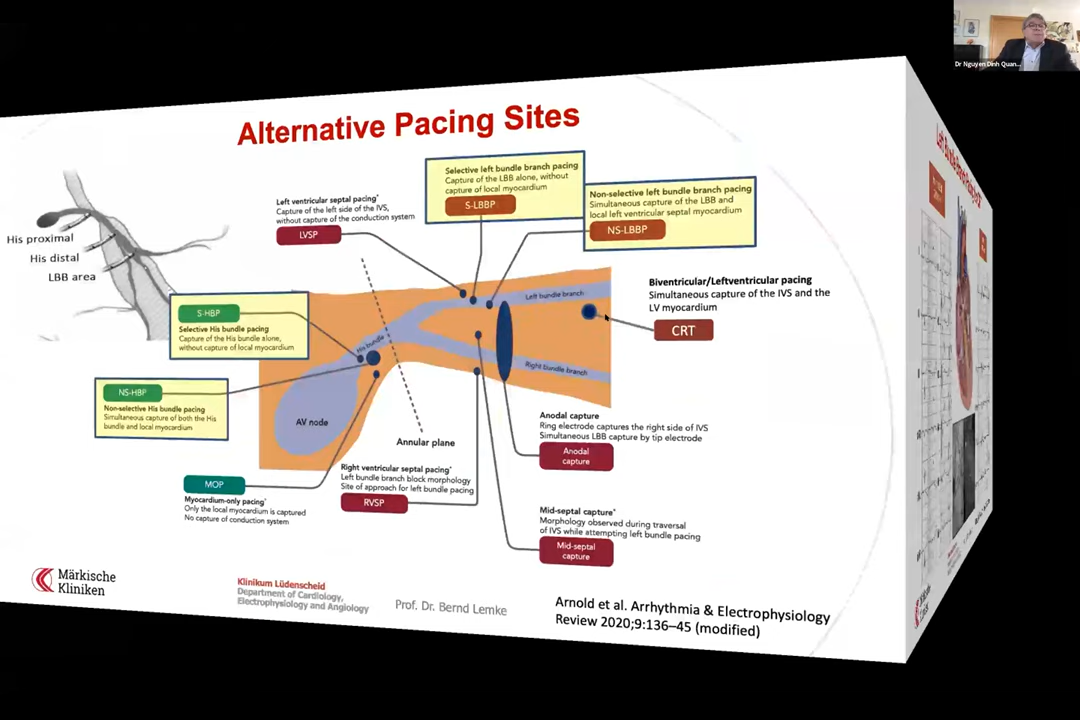 Dr Nguyen Dinh Quan...
Alternative Pacing Sites
His proximal
His distal
LBB area
Left ventricular septal pacing*
Capture of the left side of the IVS,
without capture of the conduction system
LVSP
Selective left bundle branch pacing
Capture of the LBB alone, without
capture of local myocardium
S-LBBP
Non-selective left bundle branch pacing
Simultaneous capture of the LBB and
local left ventricular septal myocardium
NS-LBBP
Biventricular/Leftventricular pacing
Simultaneous capture of the IVS and the
LV myocardium
CRT
S-HBP
Selective His bundle pacing
Capture of the His bundle alone,
without capture of local myocardium
NS-HBP
Non-selective His bundle pacing
Simultaneous capture of both the His
bundle and local myocardium
Left bundle branch
His bundle
Right bundle branch
AV node
Annular plane
MOP
Myocardium-only pacing*
Only the local myocardium is captured
No capture of conduction system
Right ventricular septal pacing*
Left bundle branch block morphology
Site of approach for left bundle pacing
RVSP
Anodal capture
Ring electrode captures the right side of IVS
Simultaneous LBB capture by tip electrode
Anodal
capture
Mid-septal capture*
Morphology observed during traversal
of IVS while attempting left bundle pacing
Mid-septal
capture
Märkische
Kliniken
Klinikum Lüdenscheid
Department of Cardiology,
Electrophysiology and Angiology
Prof. Dr. Bernd Lemke
Arnold et al. Arrhythmia & Electrophysiology
Review 2020;9:136–45 (modified)
Left Bundle Branch Pacing